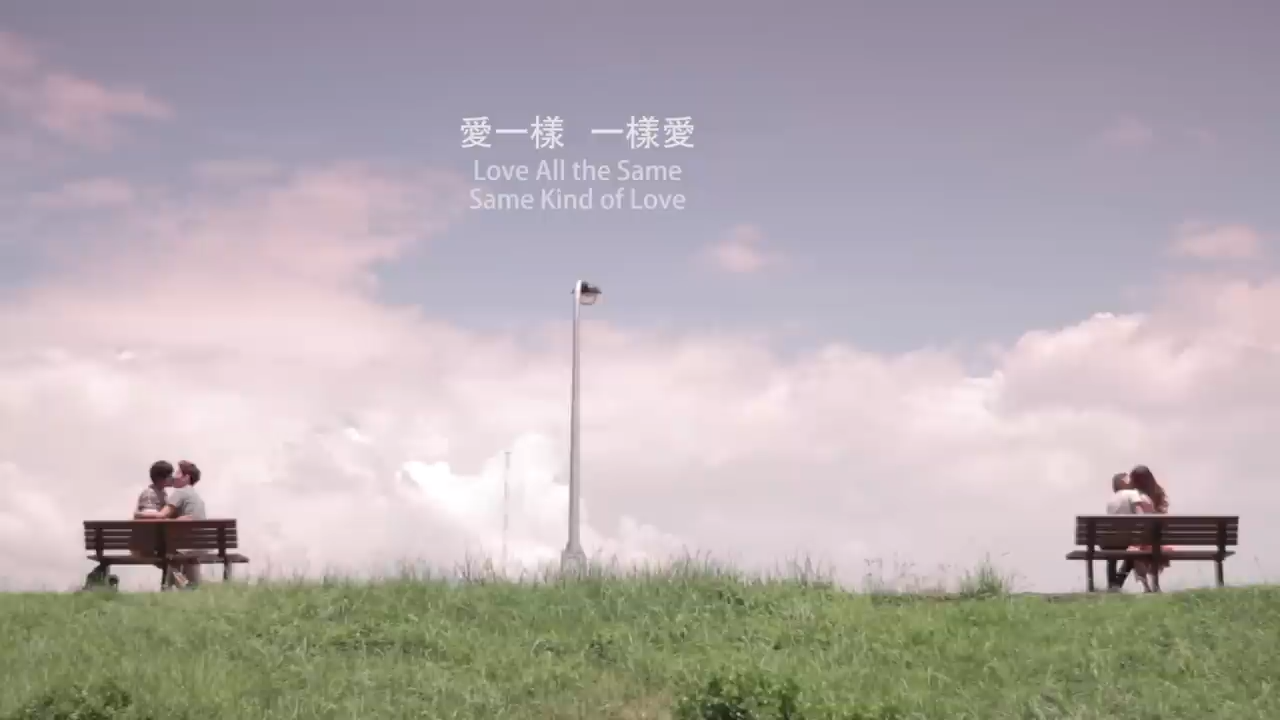 愛一樣 一樣愛
Love All the Same
Same Kind of Love